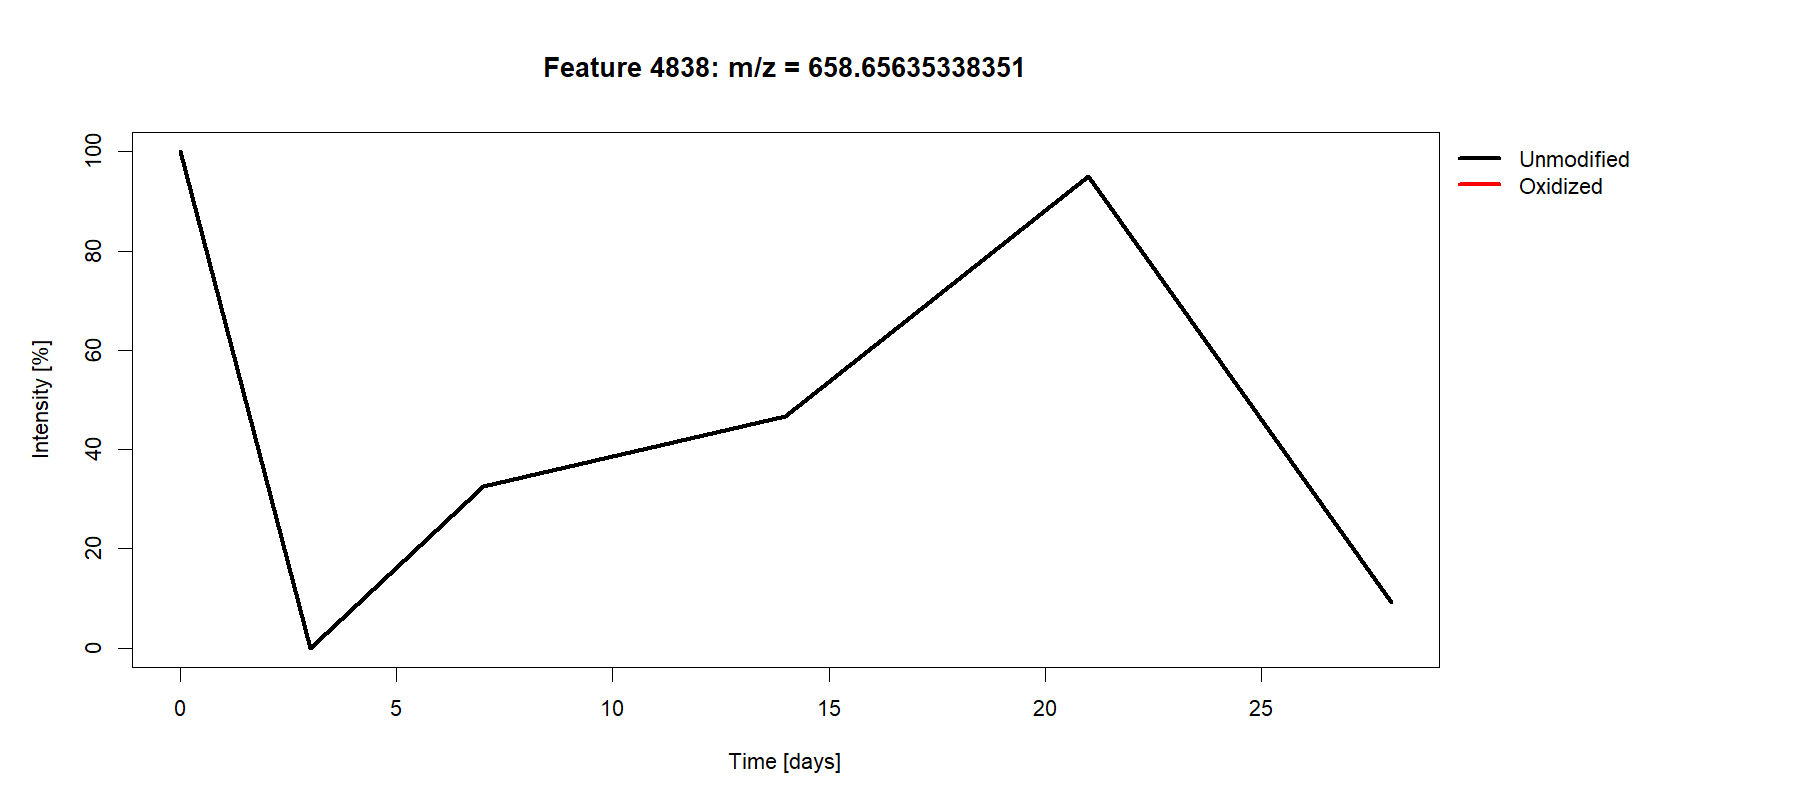 Feature 4838: m/z = 658.65635338351
Unmodified
Oxidized
Intensity [%]
100
80
60
40
20
0
0 5 10 15 20 25
Time [days]